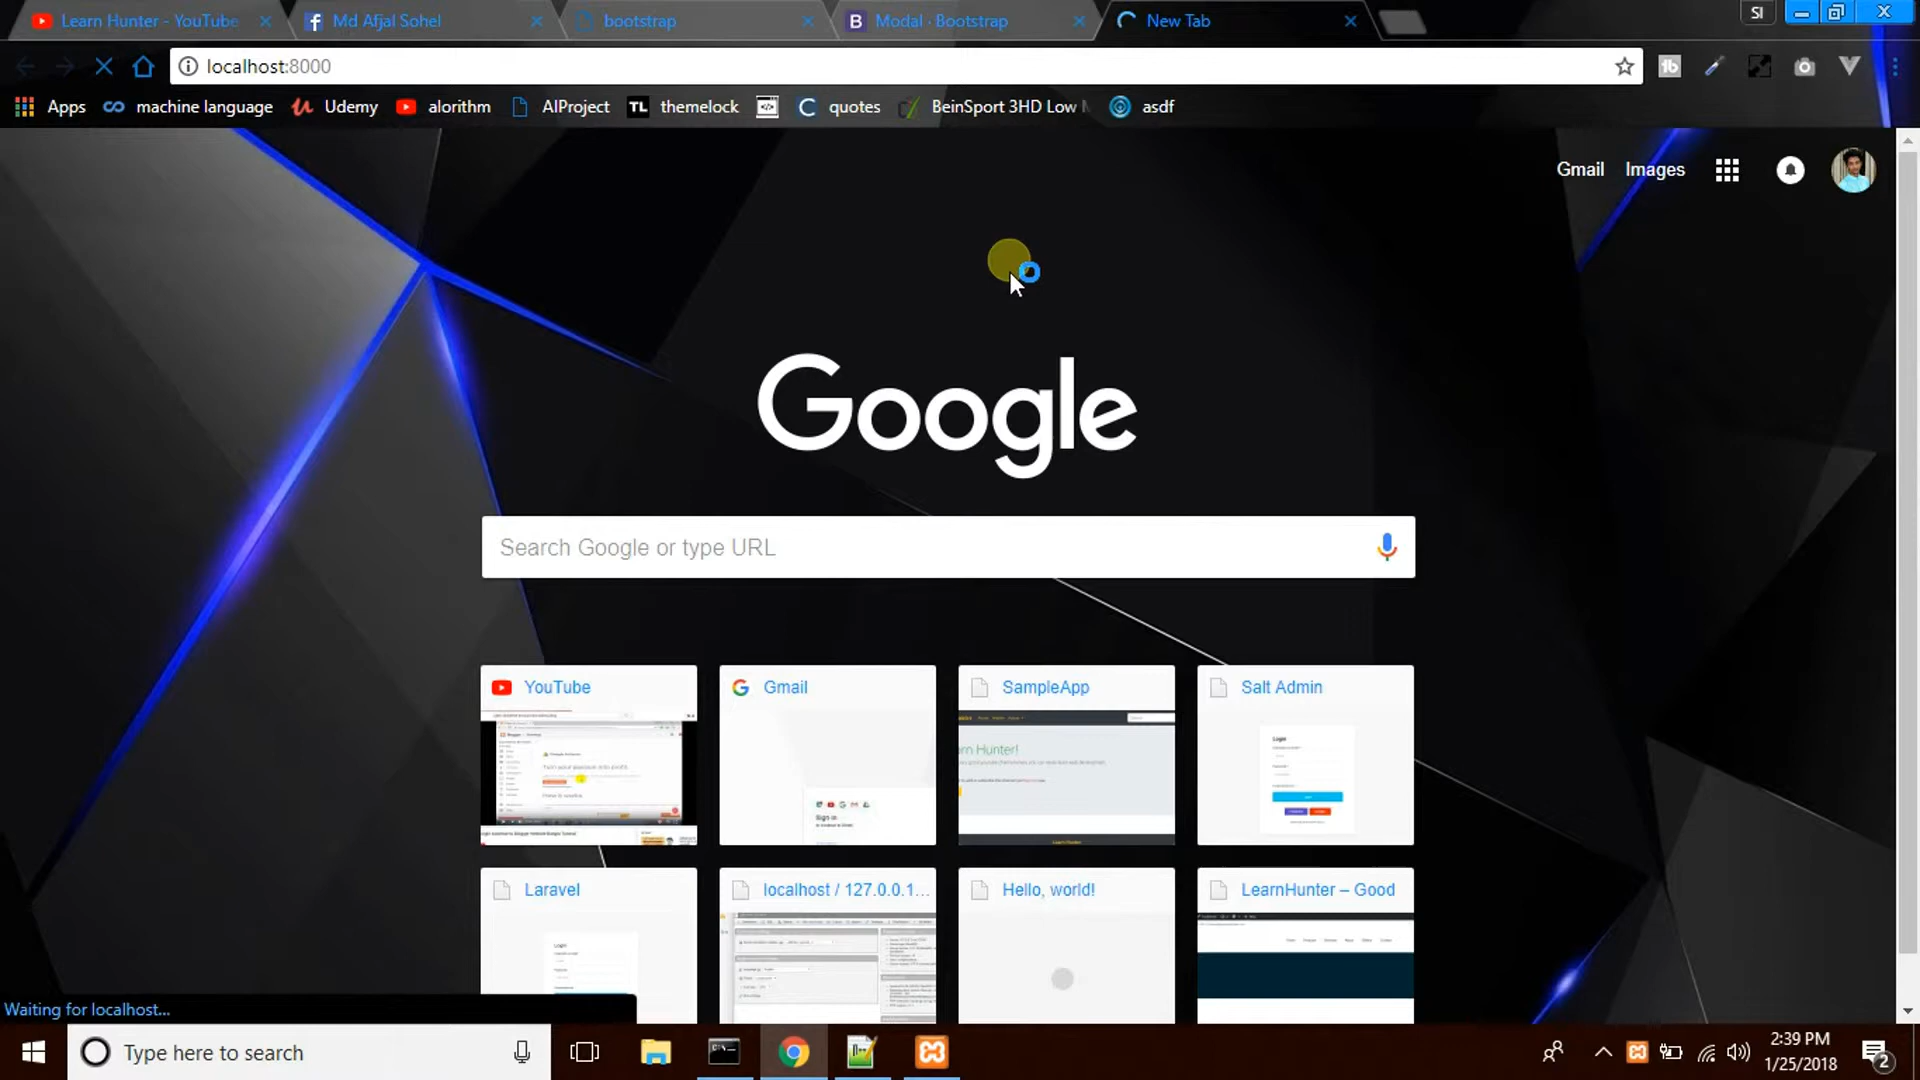 Learn Hunter - YouTube
Md Afjal Sohel
bootstrap
Modal · Bootstrap
New Tab
SI
localhost:8000
Apps
machine language
Udemy
alorithm
AIProject
TL themelock
quotes
BeinSport 3HD Low
asdf
Gmail
Images
Google
Search Google or type URL
YouTube
Gmail
SampleApp
Salt Admin
Laravel
localhost / 127.0.0.1...
Hello, world!
LearnHunter – Good
Waiting for localhost...
Type here to search
2:39 PM
1/25/2018
2